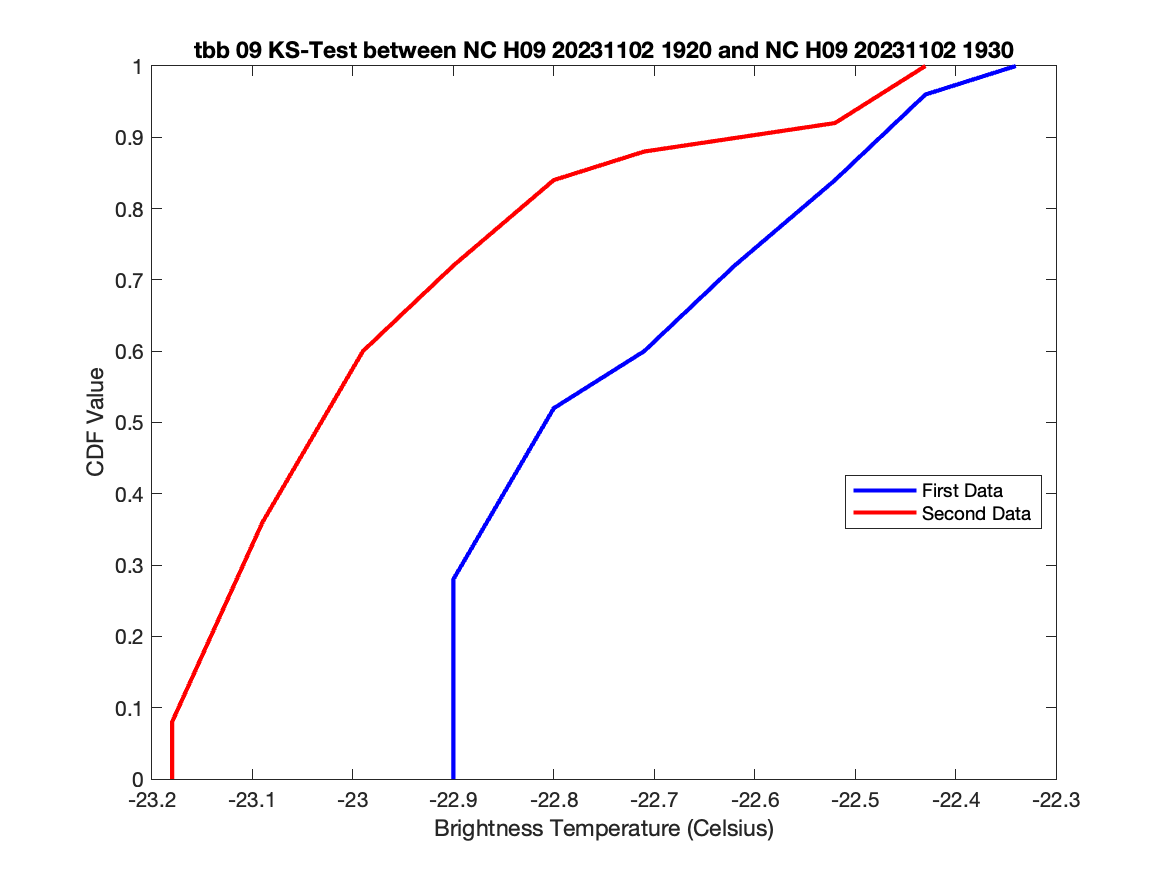 tbb 09 KS-Test between NC H09 20231102 1920 and NC H09 20231102 1930
1
0.9
0.8
0.7
0.6
0.5
0.4
0.3
0.2
0.1
0
CDF Value
First Data
Second Data
-23.2 -23.1 -23 -22.9 -22.8 -22.7 -22.6 -22.5 -22.4 -22.3
Brightness Temperature (Celsius)